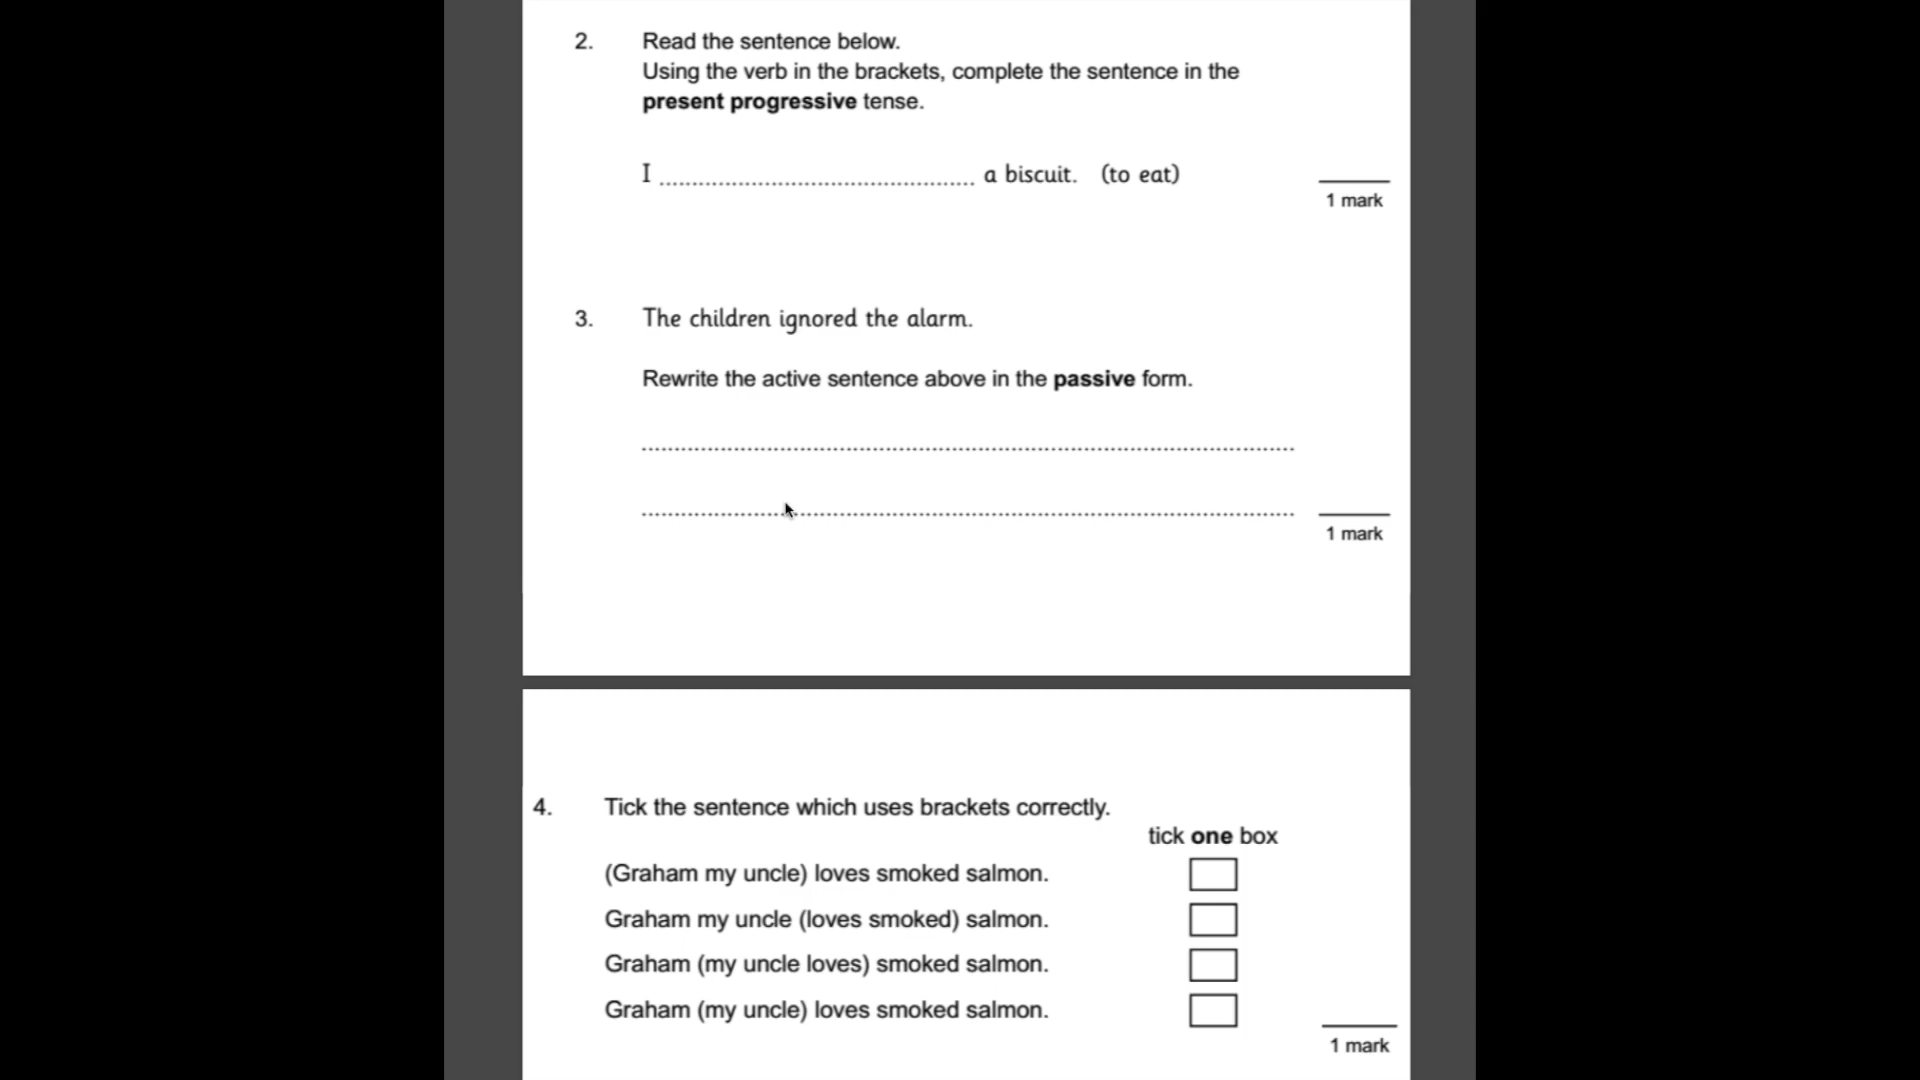 2. Read the sentence below.
Using the verb in the brackets, complete the sentence in the
present progressive tense.
I ................................................ a biscuit. (to eat)
1 mark
3. The children ignored the alarm.
Rewrite the active sentence above in the passive form.
1 mark
4. Tick the sentence which uses brackets correctly.
tick one box
(Graham my uncle) loves smoked salmon.
Graham my uncle (loves smoked) salmon.
Graham (my uncle loves) smoked salmon.
Graham (my uncle) loves smoked salmon.
1 mark